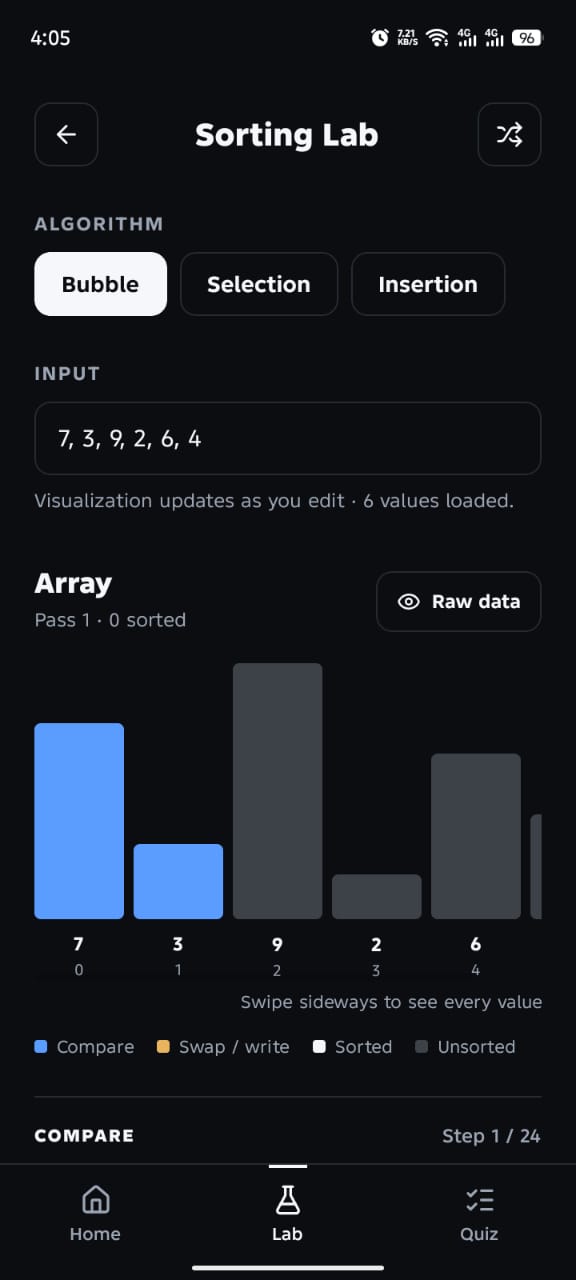 4:05
7.21 KB/S 4G 4G 96
Sorting Lab
ALGORITHM
Bubble Selection Insertion
INPUT
7, 3, 9, 2, 6, 4
Visualization updates as you edit · 6 values loaded.
Array
Pass 1 · 0 sorted
Raw data
7 3 9 2 6
0 1 2 3 4
Swipe sideways to see every value
Compare Swap / write Sorted Unsorted
COMPARE Step 1 / 24
Home Lab Quiz